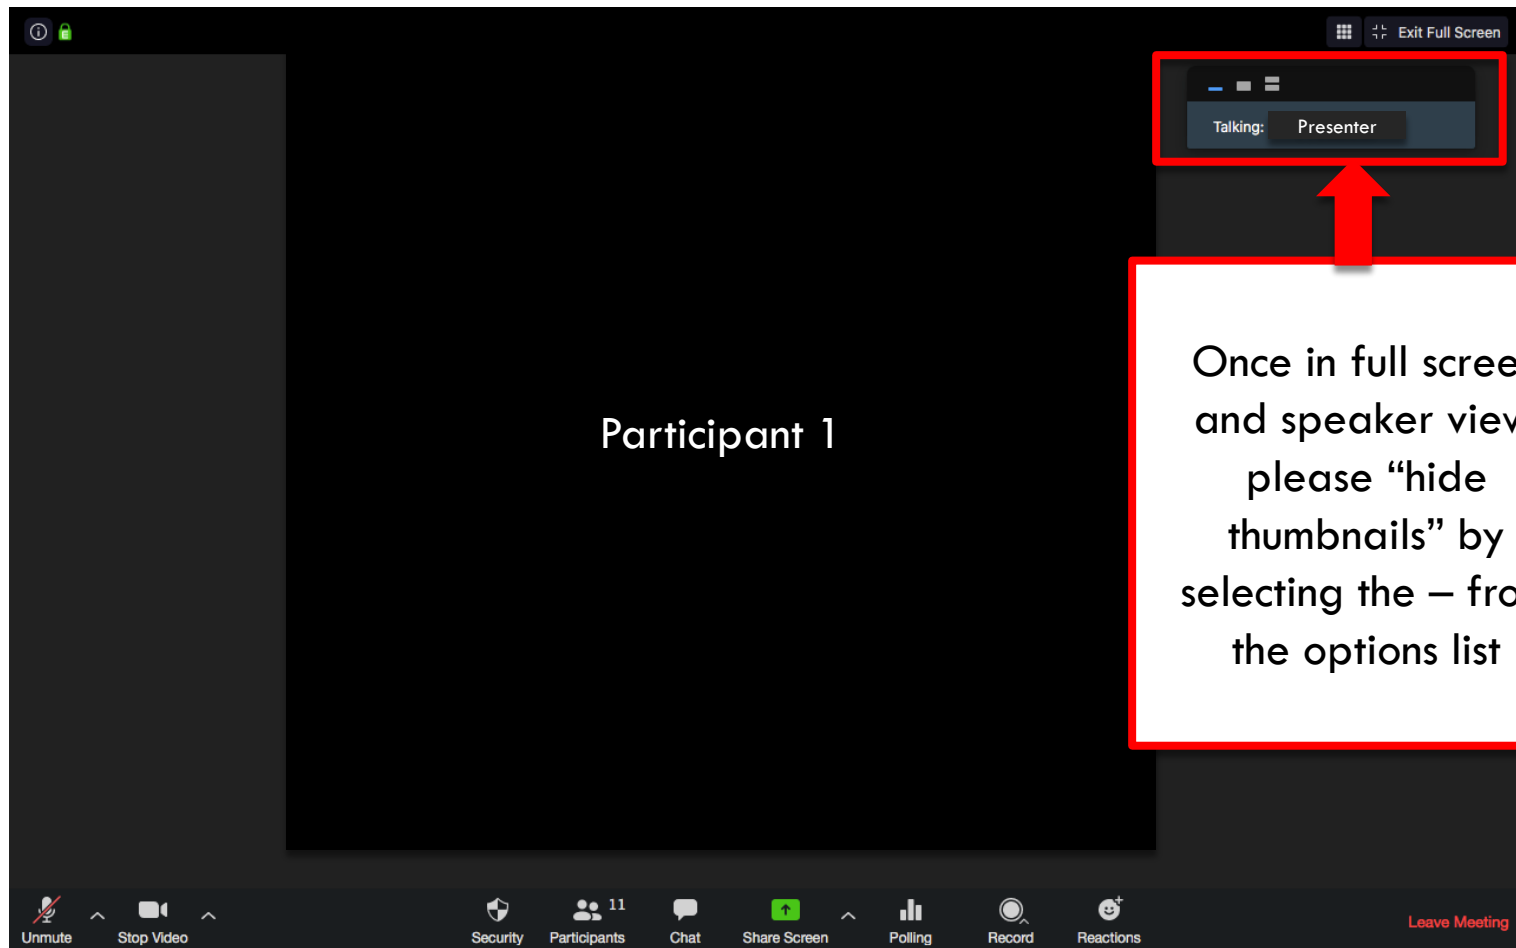 Exit Full Screen
Talking: Presenter
Participant 1
Once in full scree
and speaker view
please “hide
thumbnails” by
selecting the – fro
the options list
11
Unmute
Stop Video
Security
Participants
Chat
Share Screen
Polling
Record
Reactions
Leave Meeting